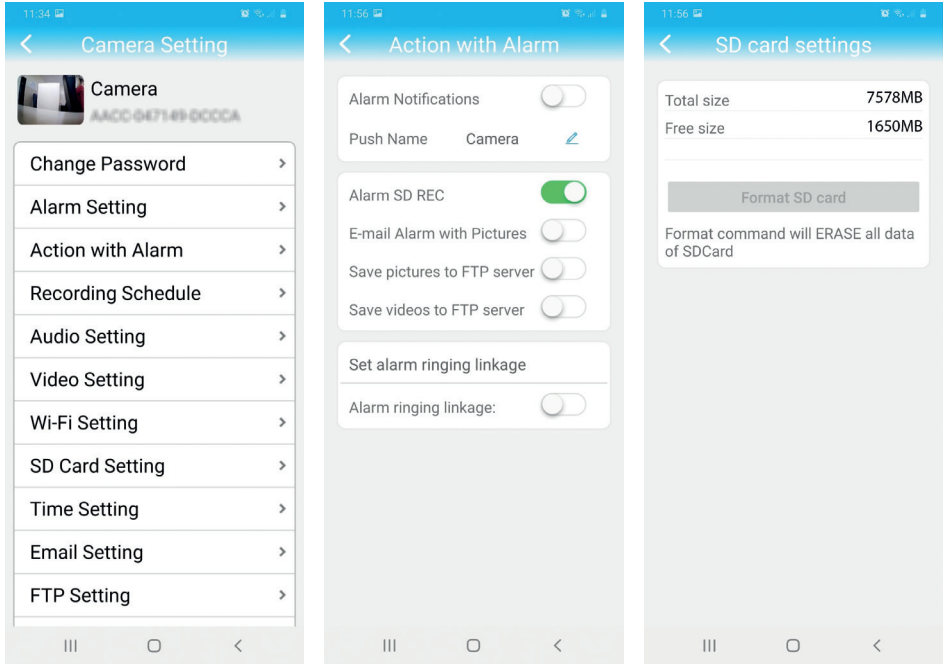 11:34
Camera Setting
Camera
AACC-047149-DCCCA
Change Password
Alarm Setting
Action with Alarm
Recording Schedule
Audio Setting
Video Setting
Wi-Fi Setting
SD Card Setting
Time Setting
Email Setting
FTP Setting
11:56
Action with Alarm
Alarm Notifications
Push Name Camera
Alarm SD REC
E-mail Alarm with Pictures
Save pictures to FTP server
Save videos to FTP server
Set alarm ringing linkage
Alarm ringing linkage:
11:56
SD card settings
Total size 7578MB
Free size 1650MB
Format SD card
Format command will ERASE all data
of SDCard